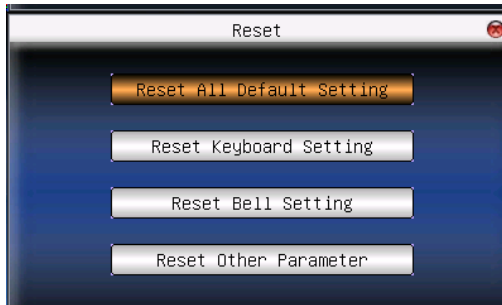 Reset
Reset All Default Setting
Reset Keyboard Setting
Reset Bell Setting
Reset Other Parameter